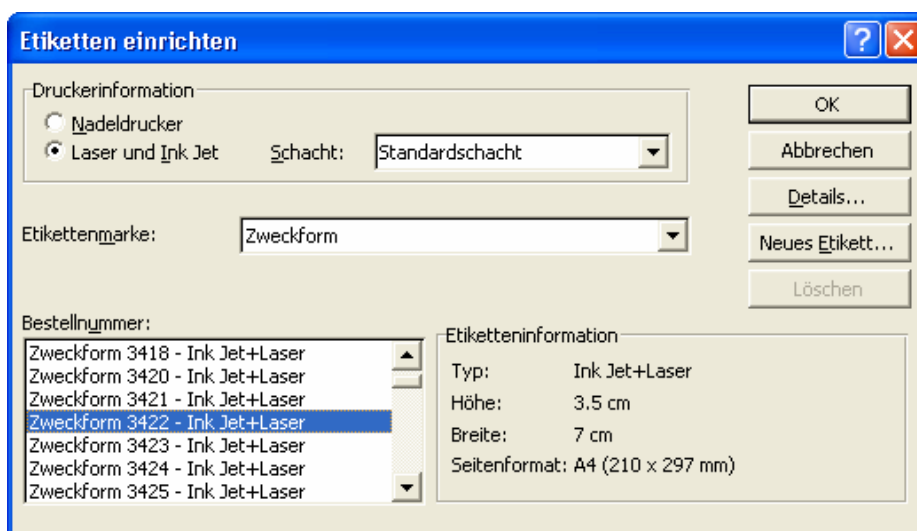 Etiketten einrichten
Druckerinformation
Nadeldrucker
Laser und Ink Jet
Schacht:
Standardschacht
OK
Abbrechen
Details...
Neues Etikett...
Löschen
Etikettenmarke:
Zweckform
Bestellnummer:
Zweckform 3418 - Ink Jet+Laser
Zweckform 3420 - Ink Jet+Laser
Zweckform 3421 - Ink Jet+Laser
Zweckform 3422 - Ink Jet+Laser
Zweckform 3423 - Ink Jet+Laser
Zweckform 3424 - Ink Jet+Laser
Zweckform 3425 - Ink Jet+Laser
Etiketteninformation
Typ: Ink Jet+Laser
Höhe: 3.5 cm
Breite: 7 cm
Seitenformat: A4 (210 x 297 mm)